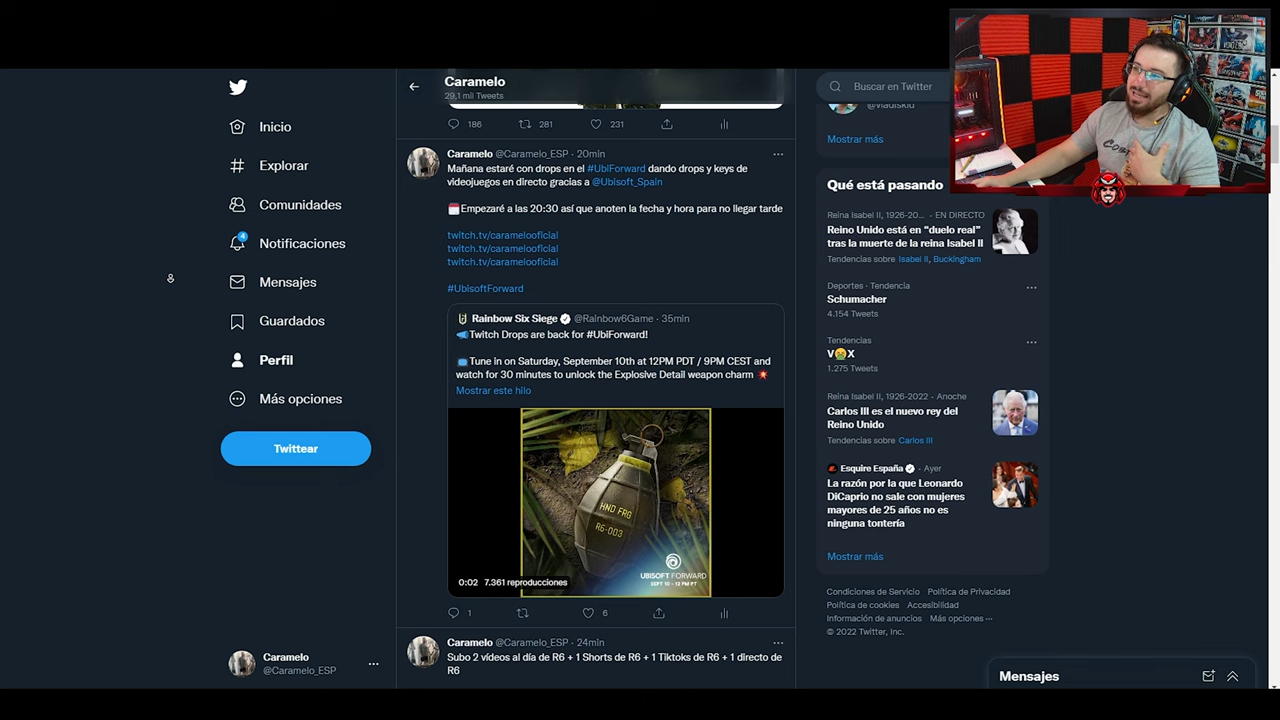 Inicio
Explorar
Comunidades
4
Notificaciones
Mensajes
Guardados
Perfil
Más opciones
Twittear
Caramelo
@Caramelo_ESP
Caramelo
29,1 mil Tweets
186
281
231
Caramelo @Caramelo_ESP · 20min
Mañana estaré con drops en el #UbiForward dando drops y keys de
videojuegos en directo gracias a @Ubisoft_Spain
Empezaré a las 20:30 así que anoten la fecha y hora para no llegar tarde
twitch.tv/caramelooficial
twitch.tv/caramelooficial
twitch.tv/caramelooficial
#UbisoftForward
Rainbow Six Siege @Rainbow6Game · 35min
Twitch Drops are back for #UbiForward!
Tune in on Saturday, September 10th at 12PM PDT / 9PM CEST and
watch for 30 minutes to unlock the Explosive Detail weapon charm
Mostrar este hilo
HND FRG
R6-003
UBISOFT FORWARD
SEPT 10 - 12 PM PT
0:02 7.361 reproducciones
1
6
Caramelo @Caramelo_ESP · 24min
Subo 2 vídeos al día de R6 + 1 Shorts de R6 + 1 Tiktoks de R6 + 1 directo de
R6
Buscar en Twitter
@vladiskid
Mostrar más
Qué está pasando
Reina Isabel II, 1926-20... · EN DIRECTO
Reino Unido está en “duelo real”
tras la muerte de la reina Isabel II
Tendencias sobre Isabel II, Buckingham
Deportes · Tendencia
Schumacher
4.154 Tweets
Tendencias
V🤮X
1.275 Tweets
Reina Isabel II, 1926-2022 · Anoche
Carlos III es el nuevo rey del
Reino Unido
Tendencias sobre Carlos III
Esquire España · Ayer
La razón por la que Leonardo
DiCaprio no sale con mujeres
mayores de 25 años no es
ninguna tontería
Mostrar más
Condiciones de Servicio Política de Privacidad
Política de cookies Accesibilidad
Información de anuncios Más opciones ···
© 2022 Twitter, Inc.
Mensajes